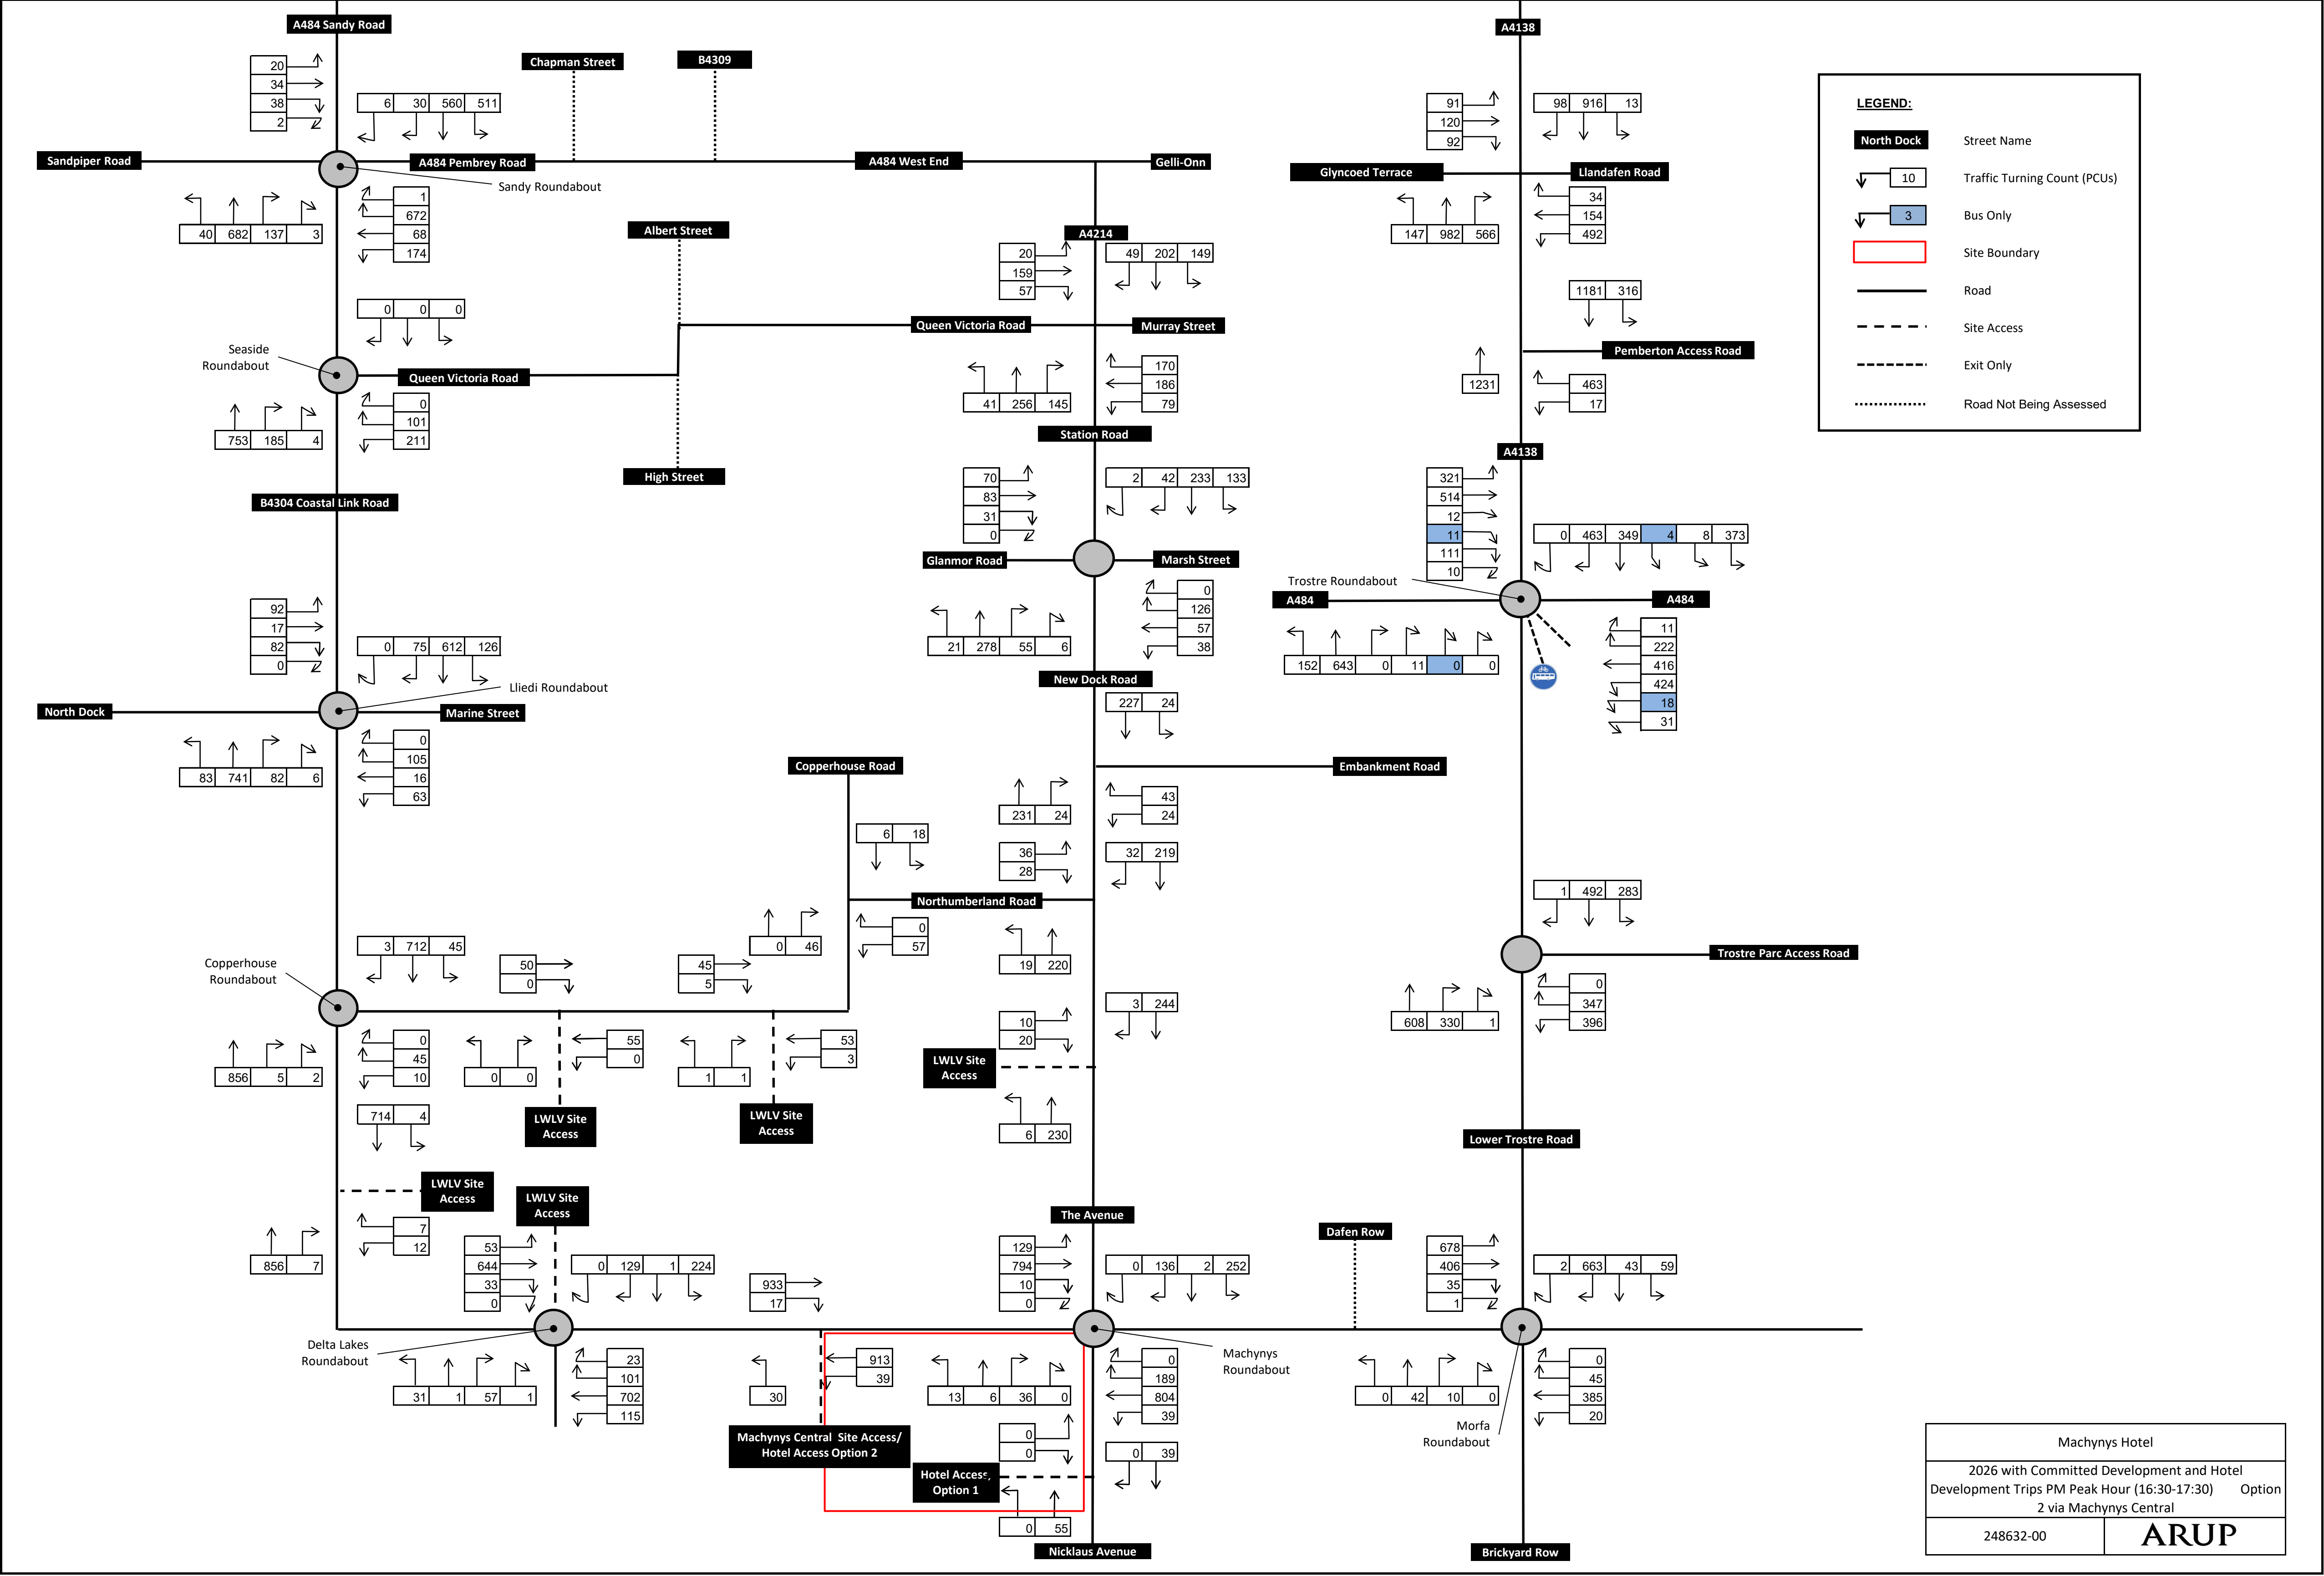 A484 Sandy Road
20
34
38
2
6 30 560 511
Chapman Street
B4309
Sandpiper Road
A484 Pembrey Road
A484 West End
Gelli-Onn
Sandy Roundabout
40 682 137 3
1
672
68
174
Albert Street
A4214
20
159
57
49 202 149
0 0 0
Seaside
Roundabout
Queen Victoria Road
Queen Victoria Road
Murray Street
753 185 4
0
101
211
41 256 145
170
186
79
High Street
Station Road
B4304 Coastal Link Road
70
83
31
0
2 42 233 133
Glanmor Road
Marsh Street
21 278 55 6
0
126
57
38
92
17
82
0
0 75 612 126
Lliedi Roundabout
North Dock
Marine Street
83 741 82 6
0
105
16
63
New Dock Road
227 24
Copperhouse Road
Embankment Road
231 24
43
24
6 18
36
28
32 219
Northumberland Road
0 46
0
57
19 220
3 712 45
Copperhouse
Roundabout
50
0
45
5
856 5 2
0
45
10
0 0
55
0
1 1
53
3
LWLV Site
Access
LWLV Site
Access
10
20
3 244
LWLV Site
Access
6 230
714 4
LWLV Site
Access
7
12
856 7
LWLV Site
Access
53
644
33
0
0 129 1 224
Delta Lakes
Roundabout
31 1 57 1
23
101
702
115
933
17
30
913
39
Machynys Central Site Access/
Hotel Access Option 2
The Avenue
129
794
10
0
0 136 2 252
Machynys
Roundabout
13 6 36 0
0
189
804
39
0
0
0 39
Hotel Access,
Option 1
0 55
Nicklaus Avenue
A4138
91
120
92
98 916 13
Glyncoed Terrace
Llandafen Road
147 982 566
34
154
492
1181 316
Pemberton Access Road
1231
463
17
A4138
321
514
12
11
111
10
0 463 349 4 8 373
Trostre Roundabout
A484
A484
152 643 0 11 0 0
11
222
416
424
18
31
1 492 283
Trostre Parc Access Road
608 330 1
0
347
396
Lower Trostre Road
Dafen Row
678
406
35
1
2 663 43 59
0 42 10 0
0
45
385
20
Morfa
Roundabout
Brickyard Row
LEGEND:
North Dock Street Name
10 Traffic Turning Count (PCUs)
3 Bus Only
Site Boundary
Road
Site Access
Exit Only
Road Not Being Assessed
Machynys Hotel
2026 with Committed Development and Hotel
Development Trips PM Peak Hour (16:30-17:30) Option
2 via Machynys Central
248632-00
ARUP